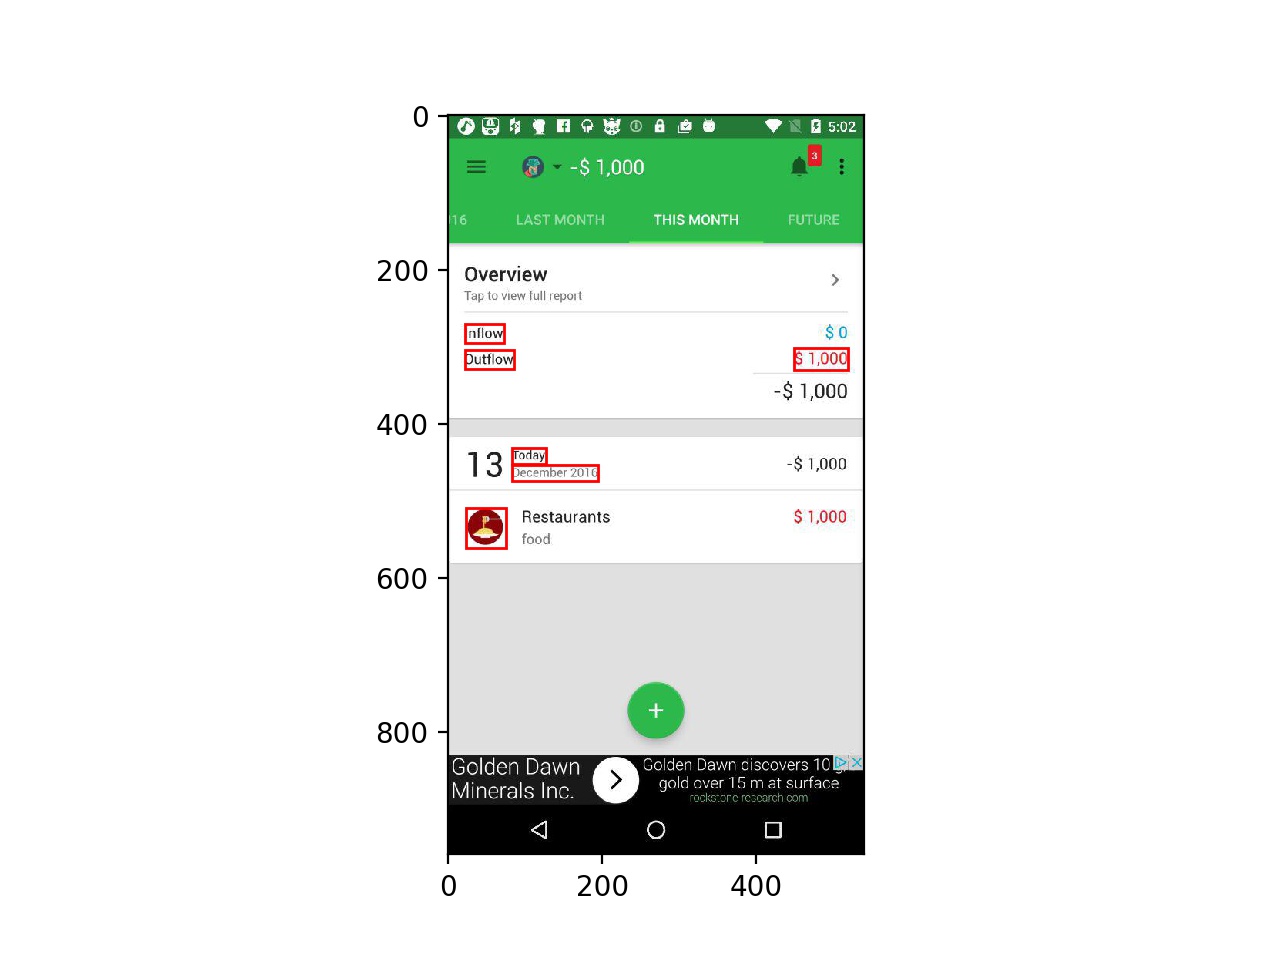 0
200
400
600
800
0 200 400
5:02
-$ 1,000
3
16 LAST MONTH THIS MONTH FUTURE
Overview
Tap to view full report
Inflow $ 0
Outflow $ 1,000
-$ 1,000
13 Today
December 2016
-$ 1,000
Restaurants $ 1,000
food
+
Golden Dawn
Minerals Inc.
Golden Dawn discovers 10 g/
gold over 15 m at surface
rockstone-research.com